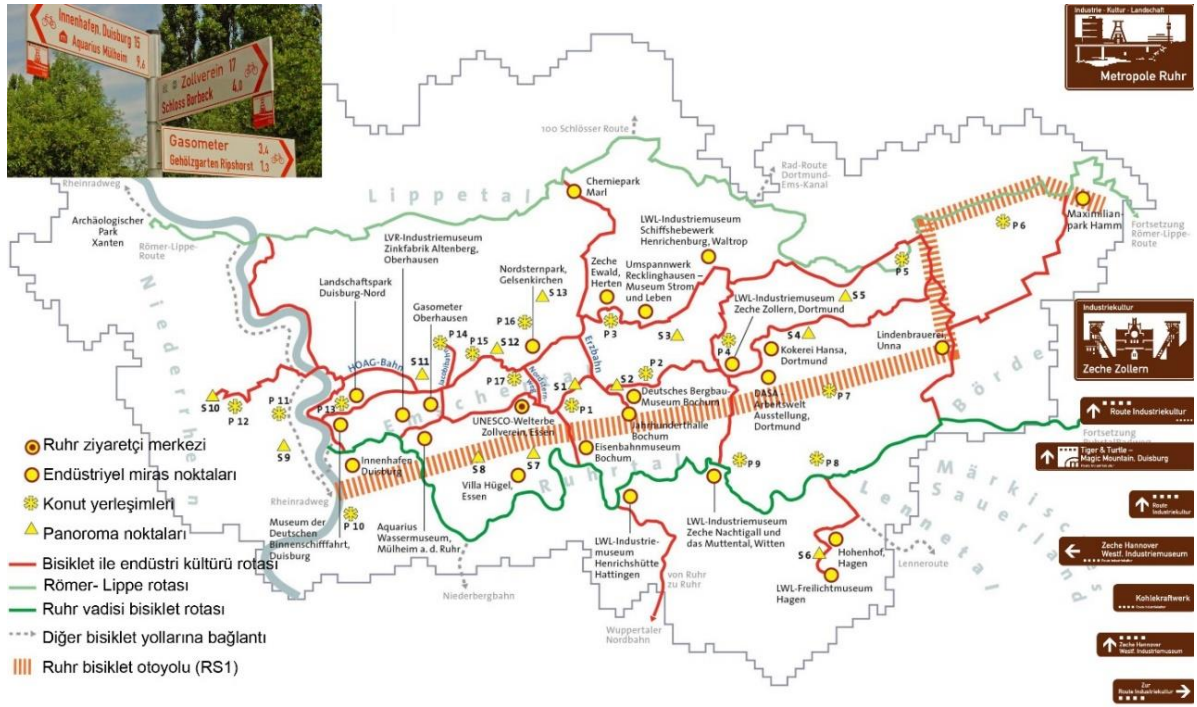 Innenhafen, Duisburg 15
Aquarius Mülheim
9,6
Zollverein 17
Schloss Borbeck
4,0
Gasometer 3,4
Gehölzgarten Ripshorst 1,3
Industrie · Kultur · Landschaft
Metropole Ruhr
100 Schlösser Route
Rad-Route
Dortmund-
Ems-Kanal
Rheinradweg
Lippetal
Chemiepark
Marl
Archäologischer
Park
Xanten
Römer-Lippe-
Route
Maximilian-
park Hamm
Fortsetzung
Römer-Lippe-
Route
P 6
P 5
LWL-Industriemuseum
Schiffshebewerk
Henrichenburg, Waltrop
LVR-Industriemuseum
Zinkfabrik Altenberg,
Oberhausen
Nordsternpark,
Gelsenkirchen
Zeche
Ewald,
Herten
Umspannwerk
Recklinghausen –
Museum Strom
und Leben
Landschaftspark
Duisburg-Nord
Gasometer
Oberhausen
LWL-Industriemuseum
Zeche Zollern, Dortmund
S 13
S 5
P 16
P 3
S 3
P 4
S 4
Kokerei Hansa,
Dortmund
Lindenbrauerei,
Unna
Industriekultur
Zeche Zollern
Niederrhein
P 14
P 15
S 12
HOAG-Bahn
S 11
Jacobibahn
Erzbahn
P 17
S 1
S 2
P 2
P 1
Emschertal
Deutsches Bergbau-
Museum Bochum
Jahrhunderthalle
Bochum
DASA
Arbeitswelt
Ausstellung,
Dortmund
P 7
Börde
S 10
P 12
P 11
P 13
S 9
UNESCO-Welterbe
Zollverein, Essen
Eisenbahnmuseum
Bochum
Innenhafen
Duisburg
S 8
S 7
Villa Hügel,
Essen
Ruhrtal
P 9
P 8
Rheinradweg
P 10
Museum der
Deutschen
Binnenschifffahrt,
Duisburg
Aquarius
Wassermuseum,
Mülheim a. d. Ruhr
LWL-Industrie-
museum
Henrichshütte
Hattingen
LWL-Industriemuseum
Zeche Nachtigall und
das Muttental, Witten
S 6
Hohenhof,
Hagen
LWL-Freilichtmuseum
Hagen
Lennetal
Märkisches
Sauerland
Lenneroute
Niederbergbahn
von Ruhr
zu Ruhr
Wuppertaler
Nordbahn
Fortsetzung
Route Industriekultur
Tiger & Turtle –
Magic Mountain, Duisburg
Route
Industriekultur
Zeche Hannover
Westf. Industriemuseum
Kohlekraftwerk
Zeche Hannover
Westf. Industriemuseum
Zur
Route Industriekultur
Ruhr ziyaretçi merkezi
Endüstriyel miras noktaları
Konut yerleşimleri
Panoroma noktaları
Bisiklet ile endüstri kültürü rotası
Römer- Lippe rotası
Ruhr vadisi bisiklet rotası
Diğer bisiklet yollarına bağlantı
Ruhr bisiklet otoyolu (RS1)